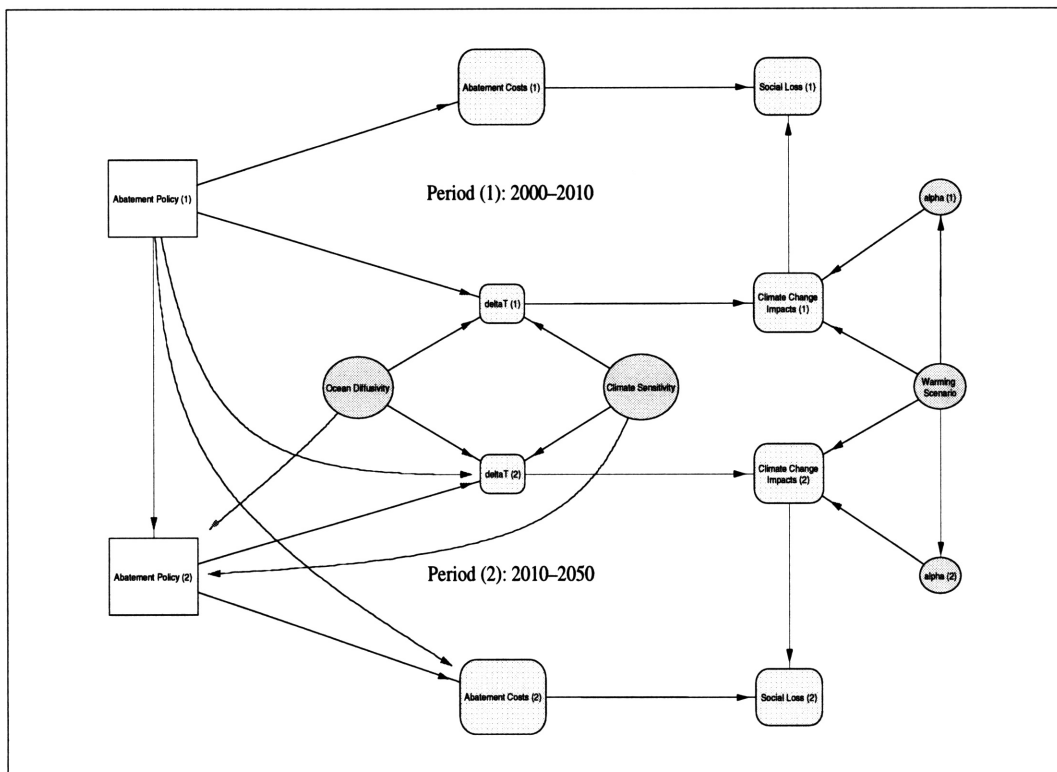 Abatement Costs (1)
Social Loss (1)
Abatement Policy (1)
Period (1): 2000–2010
alpha (1)
deltaT (1)
Climate Change
Impacts (1)
Ocean Diffusivity
Climate Sensitivity
Warming
Scenario
deltaT (2)
Climate Change
Impacts (2)
Abatement Policy (2)
Period (2): 2010–2050
alpha (2)
Abatement Costs (2)
Social Loss (2)